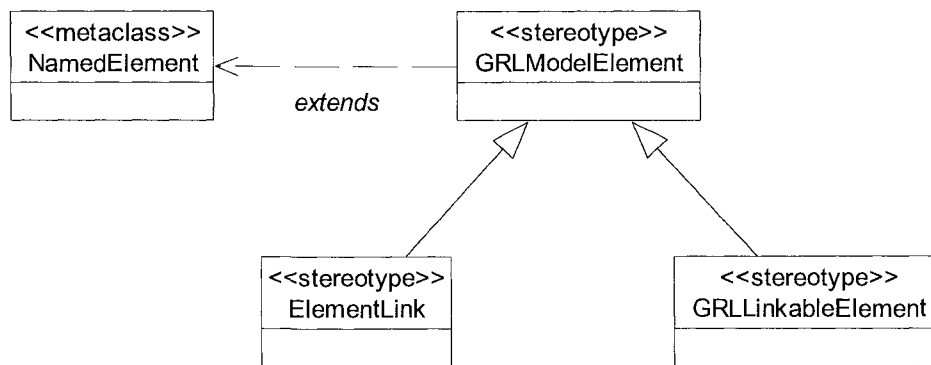 <<metaclass>>
NamedElement
<<stereotype>>
GRLModelElement
extends
<<stereotype>>
ElementLink
<<stereotype>>
GRLLinkableElement